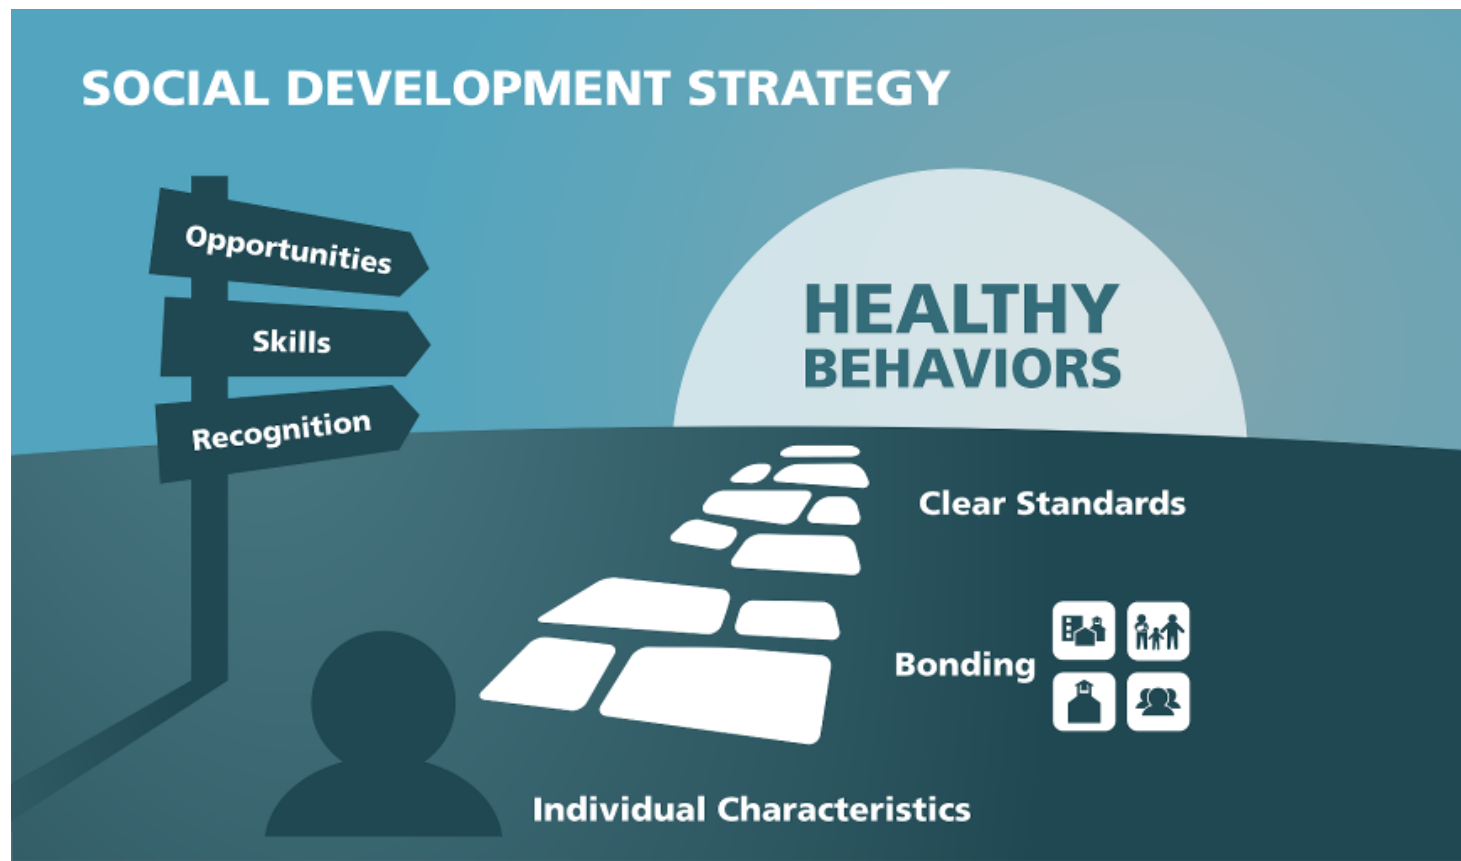 SOCIAL DEVELOPMENT STRATEGY
Opportunities
Skills
Recognition
HEALTHY
BEHAVIORS
Clear Standards
Bonding
Individual Characteristics